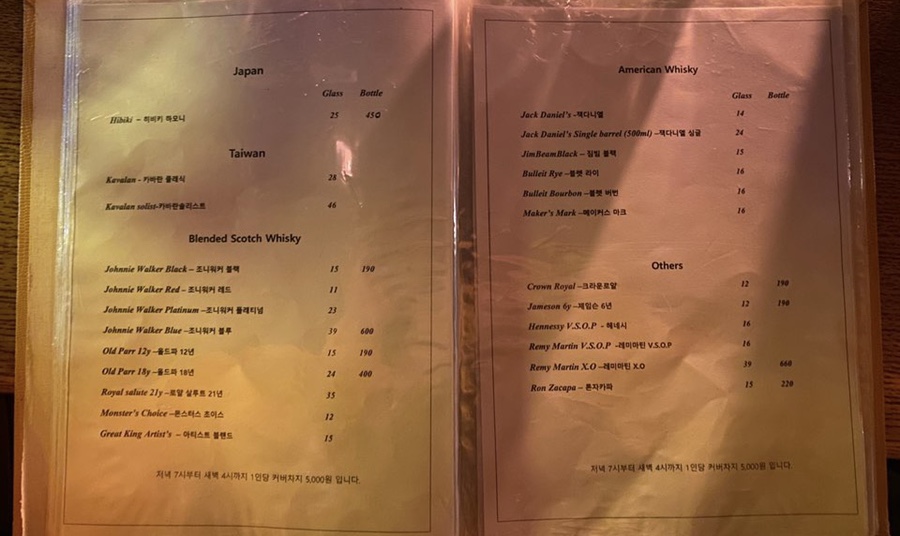 Japan
Glass Bottle
Hibiki – 히비키 하모니 25 450
Taiwan
Kavalan - 카바란 클래식 28
Kavalan solist-카바란솔리스트 46
Blended Scotch Whisky
Johnnie Walker Black – 조니워커 블랙 15 190
Johnnie Walker Red – 조니워커 레드 11
Johnnie Walker Platinum –조니워커 플래티넘 23
Johnnie Walker Blue –조니워커 블루 39 600
Old Parr 12y –올드파 12년 15 190
Old Parr 18y –올드파 18년 24 400
Royal salute 21y –로얄 살루트 21년 35
Monster's Choice –몬스터스 초이스 12
Great King Artist's – 아티스트 블랜드 15
저녁 7시부터 새벽 4시까지 1인당 커버차지 5,000원 입니다.
American Whisky
Glass Bottle
Jack Daniel's –잭다니엘 14
Jack Daniel's Single barrel (500ml) –잭다니엘 싱글 24
JimBeamBlack – 짐빔 블랙 15
Bulleit Rye –불렛 라이 16
Bulleit Bourbon –불렛 버번 16
Maker's Mark –메이커스 마크 16
Others
Crown Royal –크라운로얄 12 190
Jameson 6y –제임슨 6년 12 190
Hennessy V.S.O.P - 헤네시 16
Remy Martin V.S.O.P –레미마틴 V.S.O.P 16
Remy Martin X.O –레미마틴 X.O 39 660
Ron Zacapa – 론자카파 15 220
저녁 7시부터 새벽 4시까지 1인당 커버차지 5,000원 입니다.